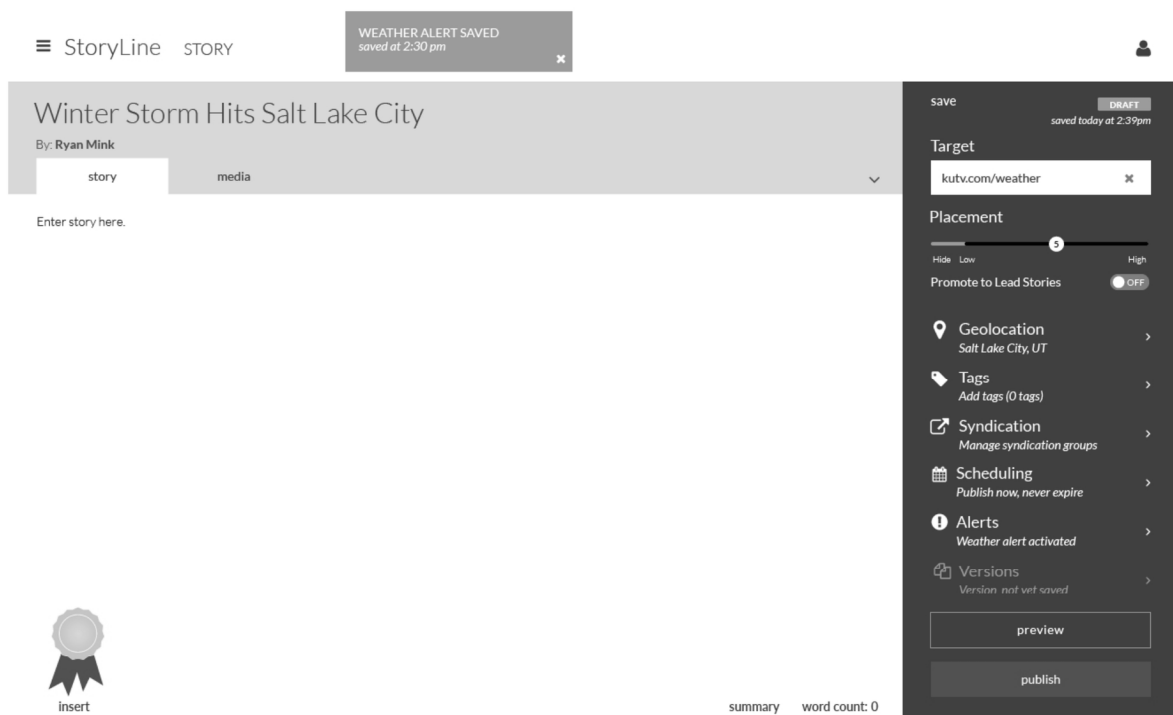 StoryLine STORY
WEATHER ALERT SAVED
saved at 2:30 pm
Winter Storm Hits Salt Lake City
By: Ryan Mink
story
media
Enter story here.
insert
summary
word count: 0
save
DRAFT
saved today at 2:39pm
Target
kutv.com/weather
Placement
5
Hide Low High
Promote to Lead Stories
OFF
Geolocation
Salt Lake City, UT
Tags
Add tags (0 tags)
Syndication
Manage syndication groups
Scheduling
Publish now, never expire
Alerts
Weather alert activated
Versions
Version not yet saved
preview
publish